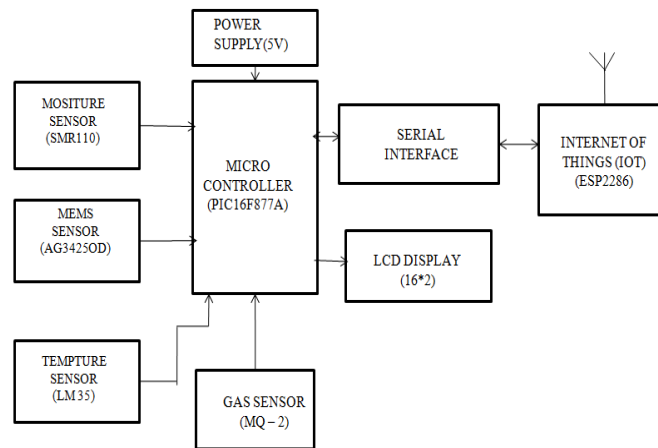 POWER
SUPPLY(5V)
MOSITURE
SENSOR
(SMR110)
MICRO
CONTROLLER
(PIC16F877A)
SERIAL
INTERFACE
INTERNET OF
THINGS (IOT)
(ESP2286)
MEMS
SENSOR
(AG3425OD)
LCD DISPLAY
(16*2)
TEMPTURE
SENSOR
(LM 35)
GAS SENSOR
(MQ – 2)